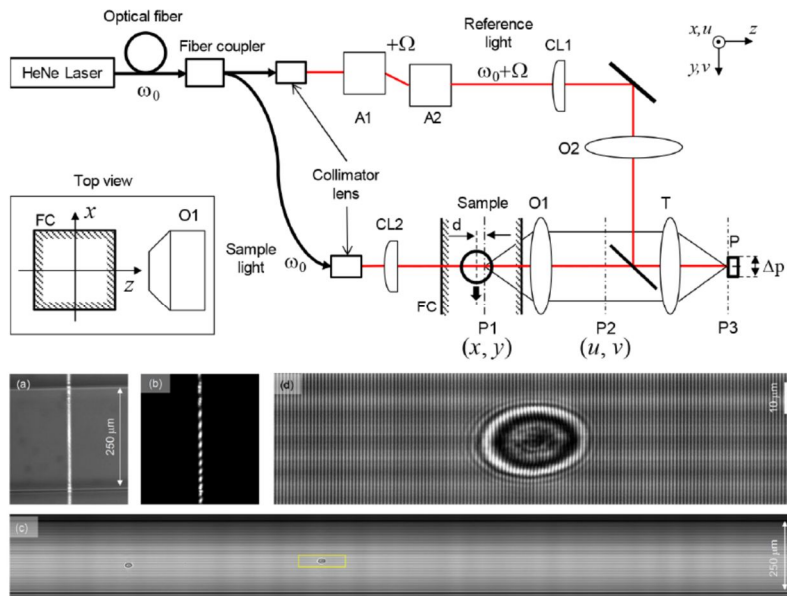 Optical fiber
HeNe Laser
ω₀
Fiber coupler
+Ω
A1
A2
Reference
light
ω₀+Ω
CL1
x,u
z
y,v
O2
Collimator
lens
Top view
FC
x
z
O1
Sample
light
ω₀
CL2
Sample
d
FC
P1
(x, y)
O1
P2
(u, v)
T
P
Δp
P3
(a)
250 μm
(b)
(d)
10 μm
(c)
250 μm